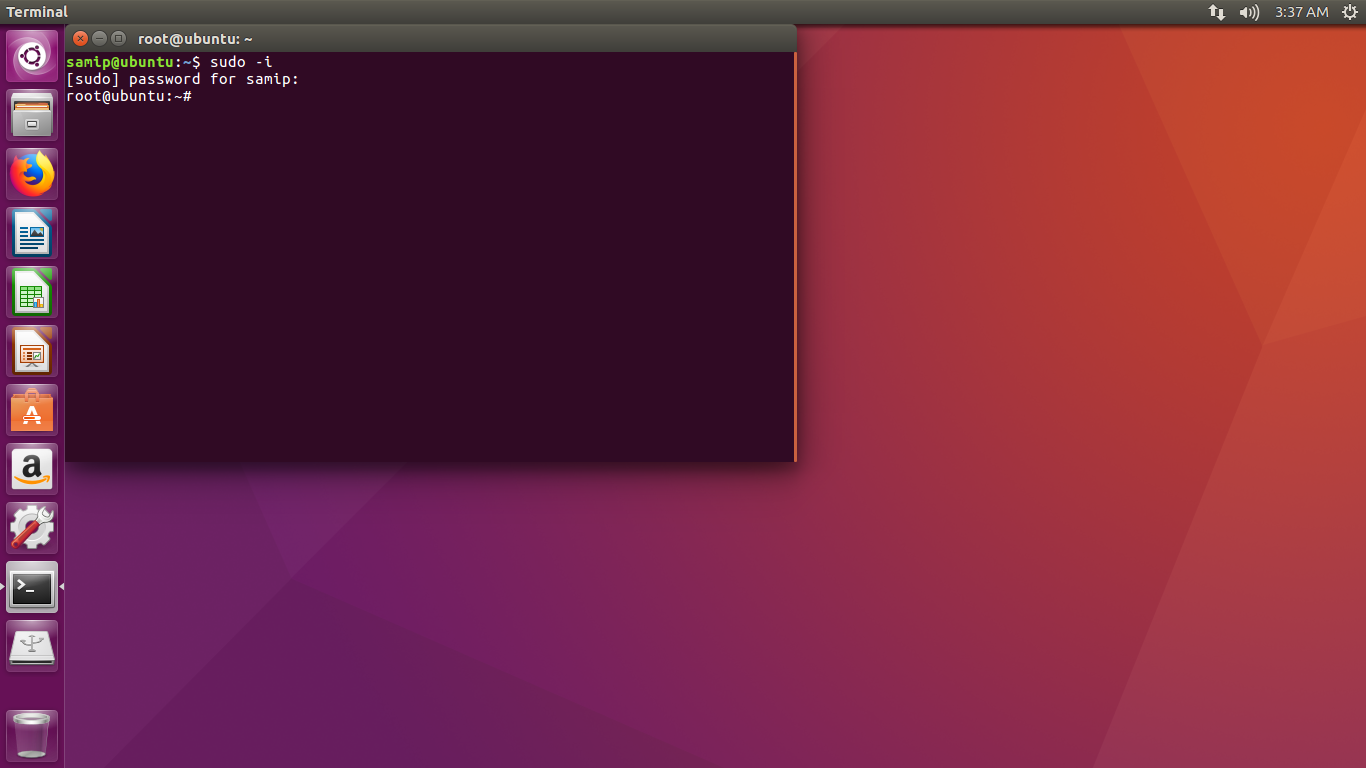 Terminal
3:37 AM
root@ubuntu: ~
samip@ubuntu:~$ sudo -i
[sudo] password for samip:
root@ubuntu:~#